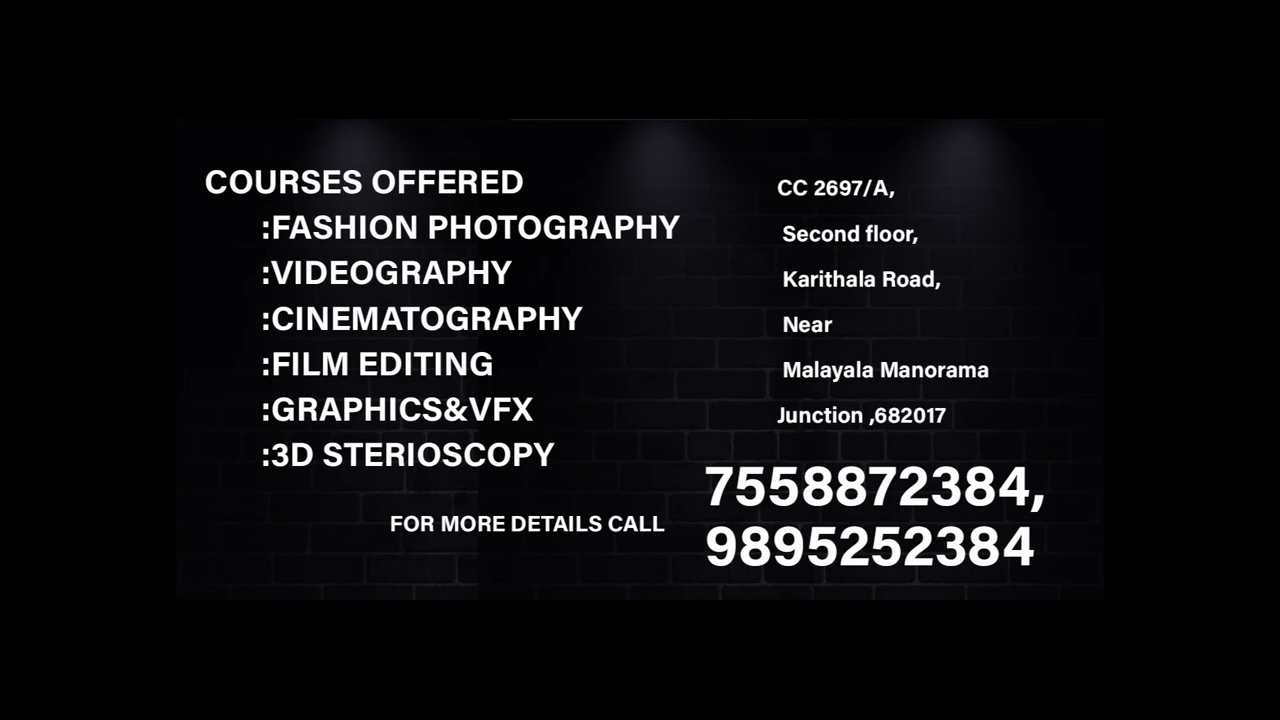 COURSES OFFERED
:FASHION PHOTOGRAPHY
:VIDEOGRAPHY
:CINEMATOGRAPHY
:FILM EDITING
:GRAPHICS&VFX
:3D STERIOSCOPY
CC 2697/A,
Second floor,
Karithala Road,
Near
Malayala Manorama
Junction ,682017
FOR MORE DETAILS CALL
7558872384,
9895252384